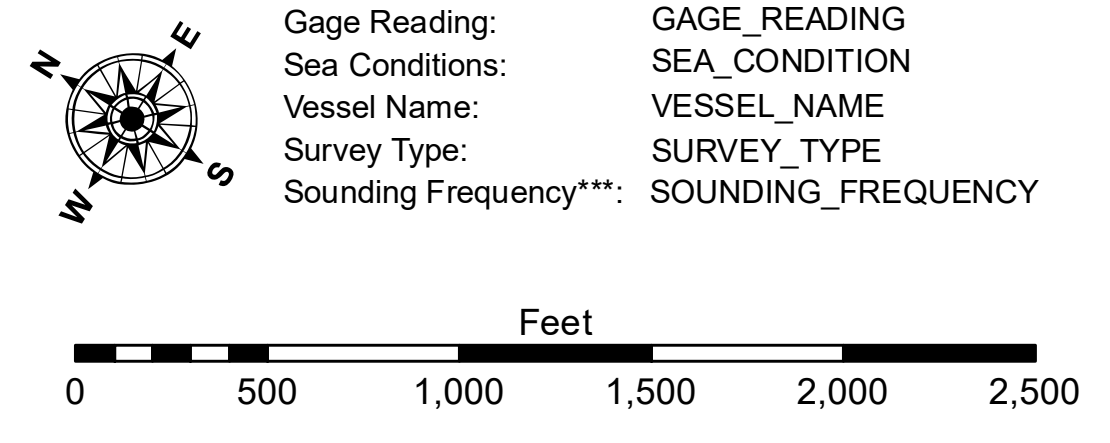 N
E
S
W
Gage Reading: GAGE_READING
Sea Conditions: SEA_CONDITION
Vessel Name: VESSEL_NAME
Survey Type: SURVEY_TYPE
Sounding Frequency***: SOUNDING_FREQUENCY
Feet
0 500 1,000 1,500 2,000 2,500